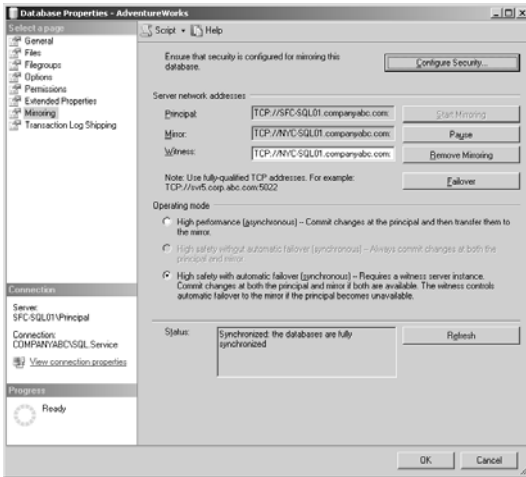 Database Properties - AdventureWorks
Select a page
General
Files
Filegroups
Options
Permissions
Extended Properties
Mirroring
Transaction Log Shipping
Script
Help
Ensure that security is configured for mirroring this
database.
Configure Security...
Server network addresses
Principal:
TCP://SFC-SQL01.companyabc.com:
Start Mirroring
Mirror:
TCP://NYC-SQL01.companyabc.com:
Pause
Witness:
TCP://NYC-SQL01.companyabc.com:
Remove Mirroring
Note: Use fully-qualified TCP addresses. For example:
TCP://svr5.corp.abc.com:5022
Failover
Operating mode
High performance (asynchronous) – Commit changes at the principal and then transfer them to
the mirror.
High safety without automatic failover (synchronous) – Always commit changes at both the
principal and mirror.
High safety with automatic failover (synchronous) – Requires a witness server instance.
Commit changes at both the principal and mirror if both are available. The witness controls
automatic failover to the mirror if the principal becomes unavailable.
Status:
Synchronized: the databases are fully
synchronized
Refresh
Connection
Server:
SFC-SQL01\Principal
Connection:
COMPANYABC\SQL.Service
View connection properties
Progress
Ready
OK
Cancel